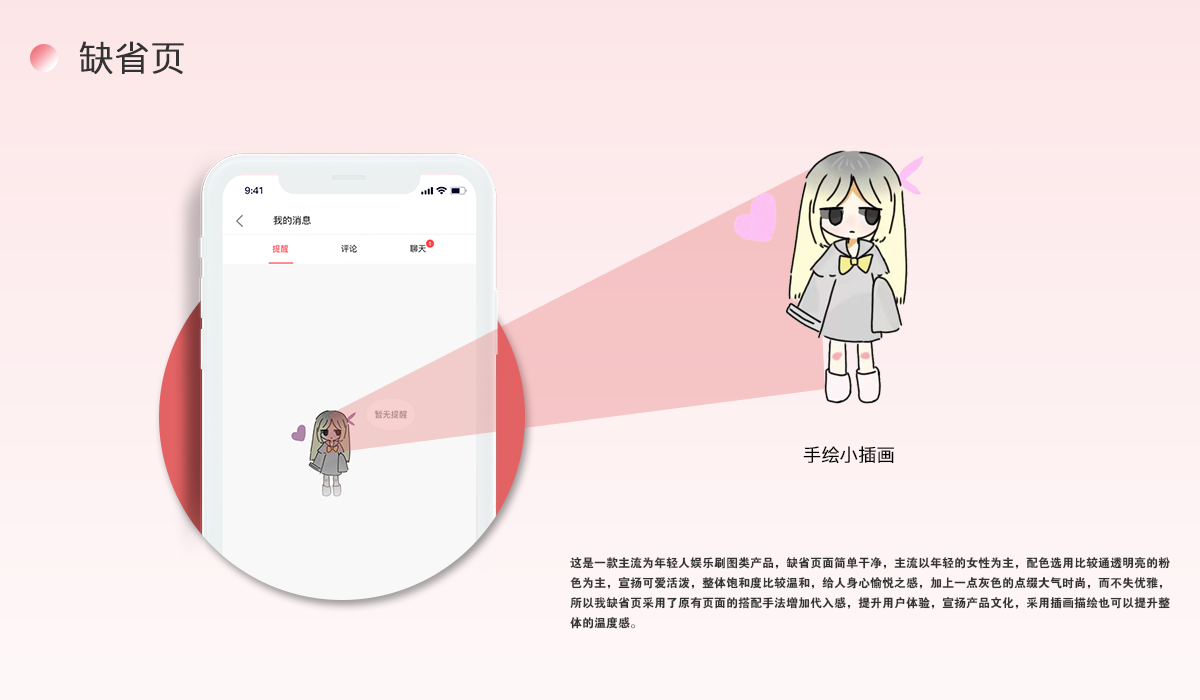 缺省页
9:41
我的消息
提醒
评论
聊天
暂无提醒
手绘小插画
这是一款主流为年轻人娱乐刷图类产品，缺省页面简单干净，主流以年轻的女性为主，配色选用比较通透明亮的粉
色为主，宣扬可爱活泼，整体饱和度比较温和，给人身心愉悦之感，加上一点灰色的点缀大气时尚，而不失优雅，
所以我缺省页采用了原有页面的搭配手法增加代入感，提升用户体验，宣扬产品文化，采用插画描绘也可以提升整
体的温度感。